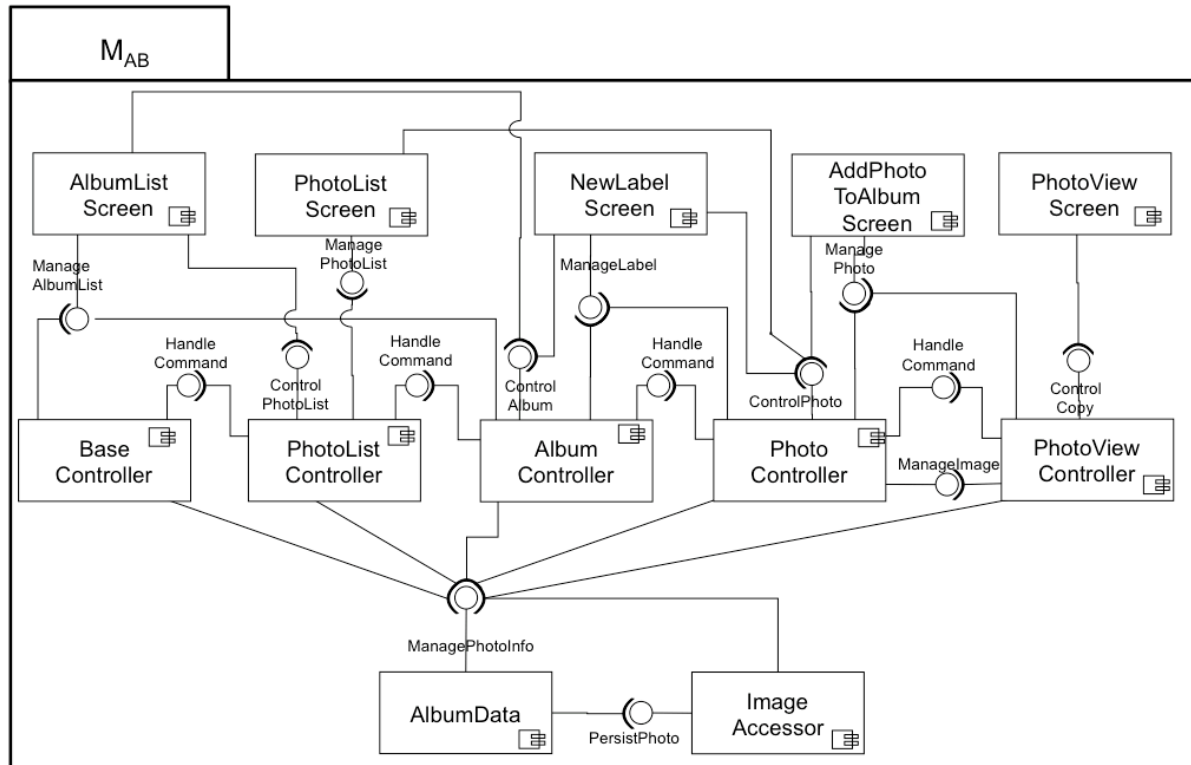 M_AB
AlbumList
Screen
PhotoList
Screen
NewLabel
Screen
AddPhoto
ToAlbum
Screen
PhotoView
Screen
Manage
AlbumList
Manage
PhotoList
ManageLabel
Manage
Photo
Handle
Command
Control
PhotoList
Handle
Command
Control
Album
Handle
Command
ControlPhoto
Handle
Command
Control
Copy
Base
Controller
PhotoList
Controller
Album
Controller
Photo
Controller
ManageImage
PhotoView
Controller
ManagePhotoInfo
AlbumData
PersistPhoto
Image
Accessor